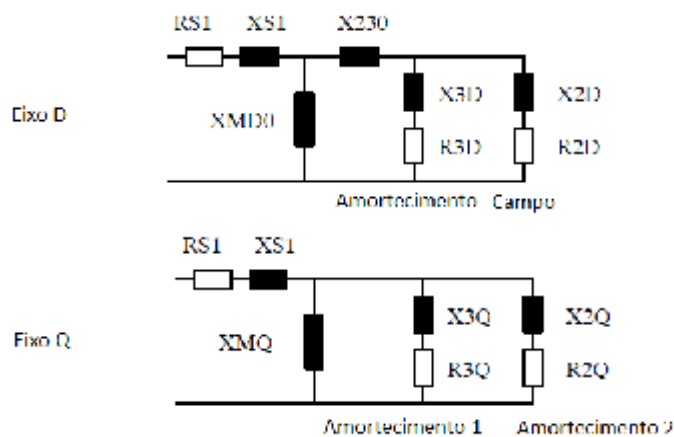 RS1 XS1 X230
Eixo D
XMD0
X3D X2D
R3D R2D
Amortecimento Campo
RS1 XS1
Eixo Q
XMQ
X3Q X2Q
R3Q R2Q
Amortecimento 1 Amortecimento 2